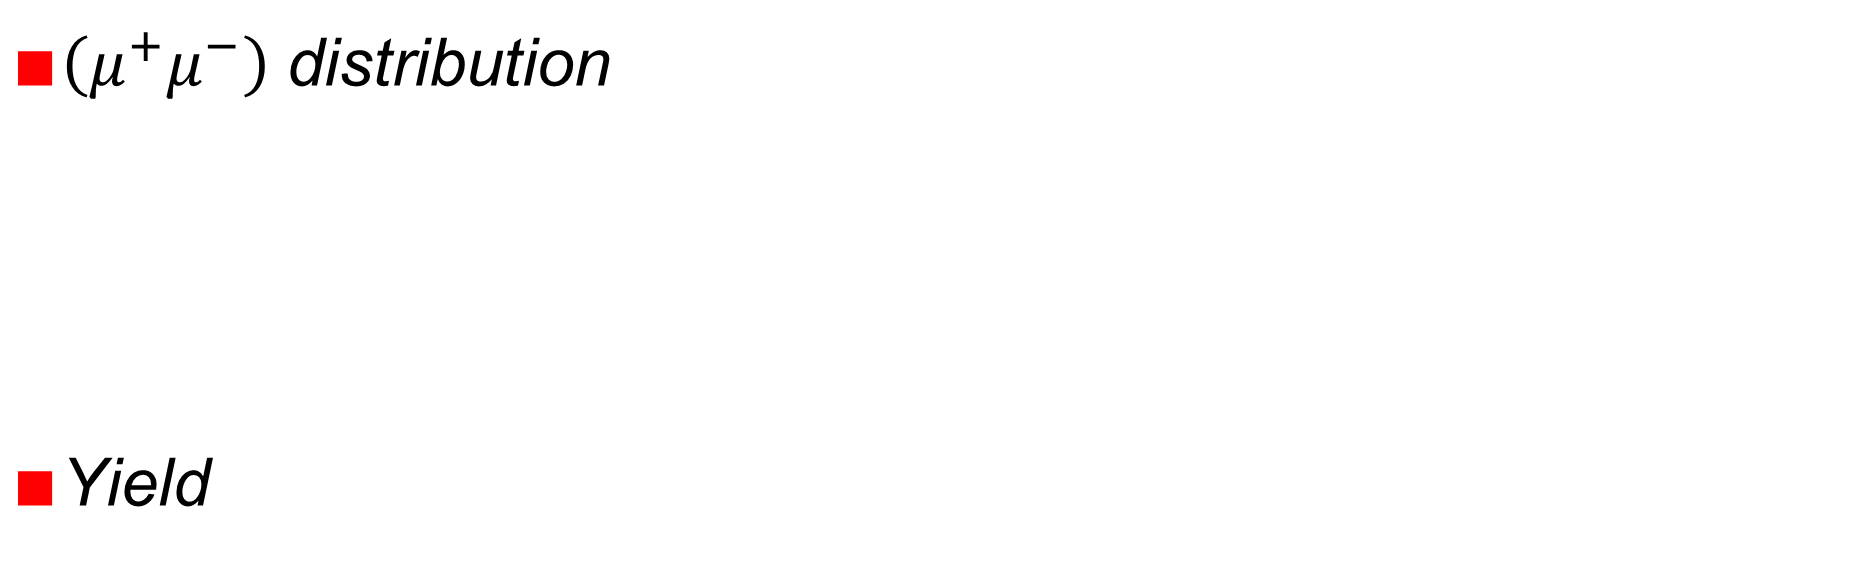 ■ (μ⁺μ⁻) distribution
■ Yield